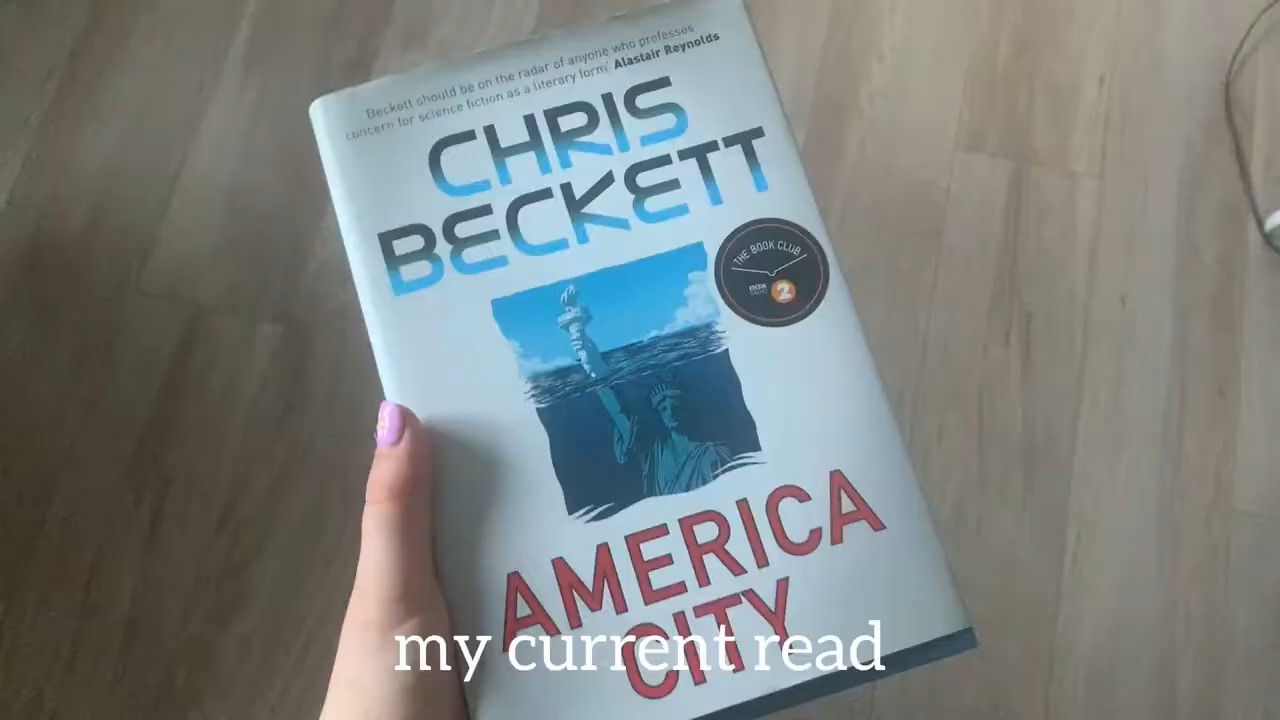 'Beckett should be on the radar of anyone who professes
concern for science fiction as a literary form' Alastair Reynolds
CHRIS
BECKETT
THE BOOK CLUB
BBC
RADIO
2
AMERICA
CITY
my current read